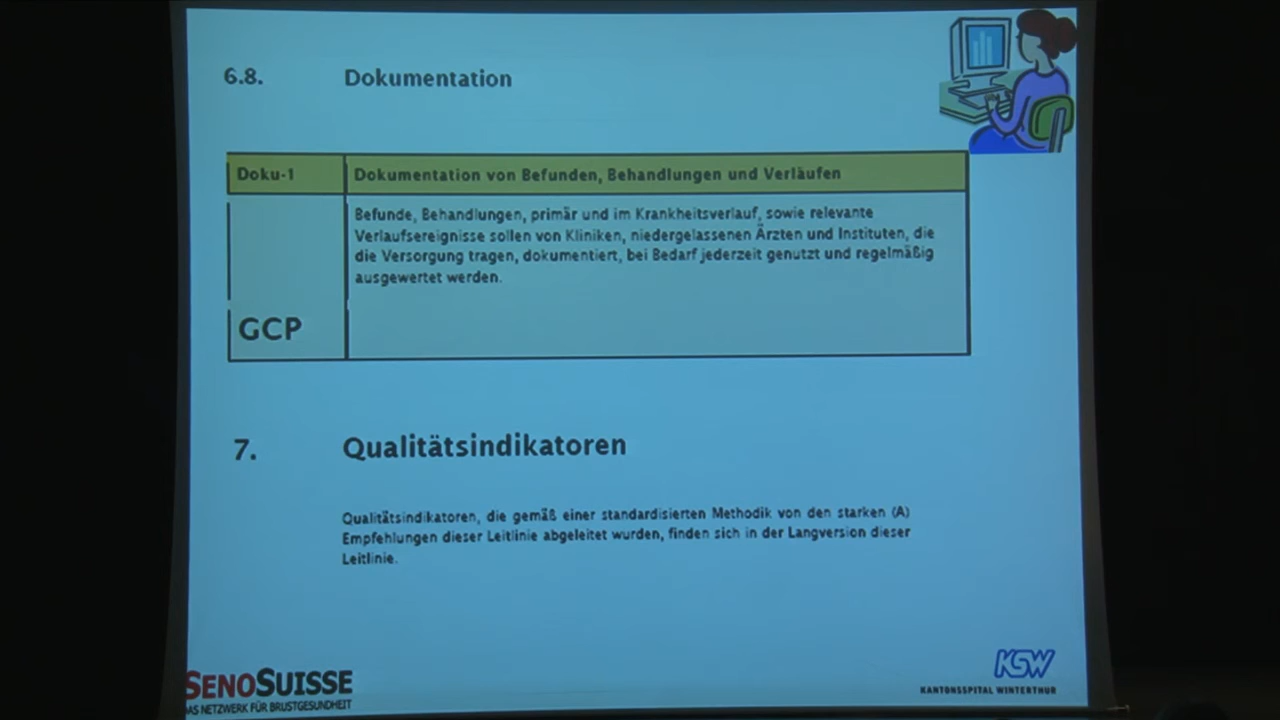 6.8. Dokumentation
Doku-1 Dokumentation von Befunden, Behandlungen und Verläufen
Befunde, Behandlungen, primär und im Krankheitsverlauf, sowie relevante
Verlaufsereignisse sollen von Kliniken, niedergelassenen Ärzten und Instituten, die
die Versorgung tragen, dokumentiert, bei Bedarf jederzeit genutzt und regelmäßig
ausgewertet werden.
GCP
7. Qualitätsindikatoren
Qualitätsindikatoren, die gemäß einer standardisierten Methodik von den starken (A)
Empfehlungen dieser Leitlinie abgeleitet wurden, finden sich in der Langversion dieser
Leitlinie.
SENOSUISSE
AS NETZWERK FÜR BRUSTGESUNDHEIT
KSW
KANTONSSPITAL WINTERTHUR